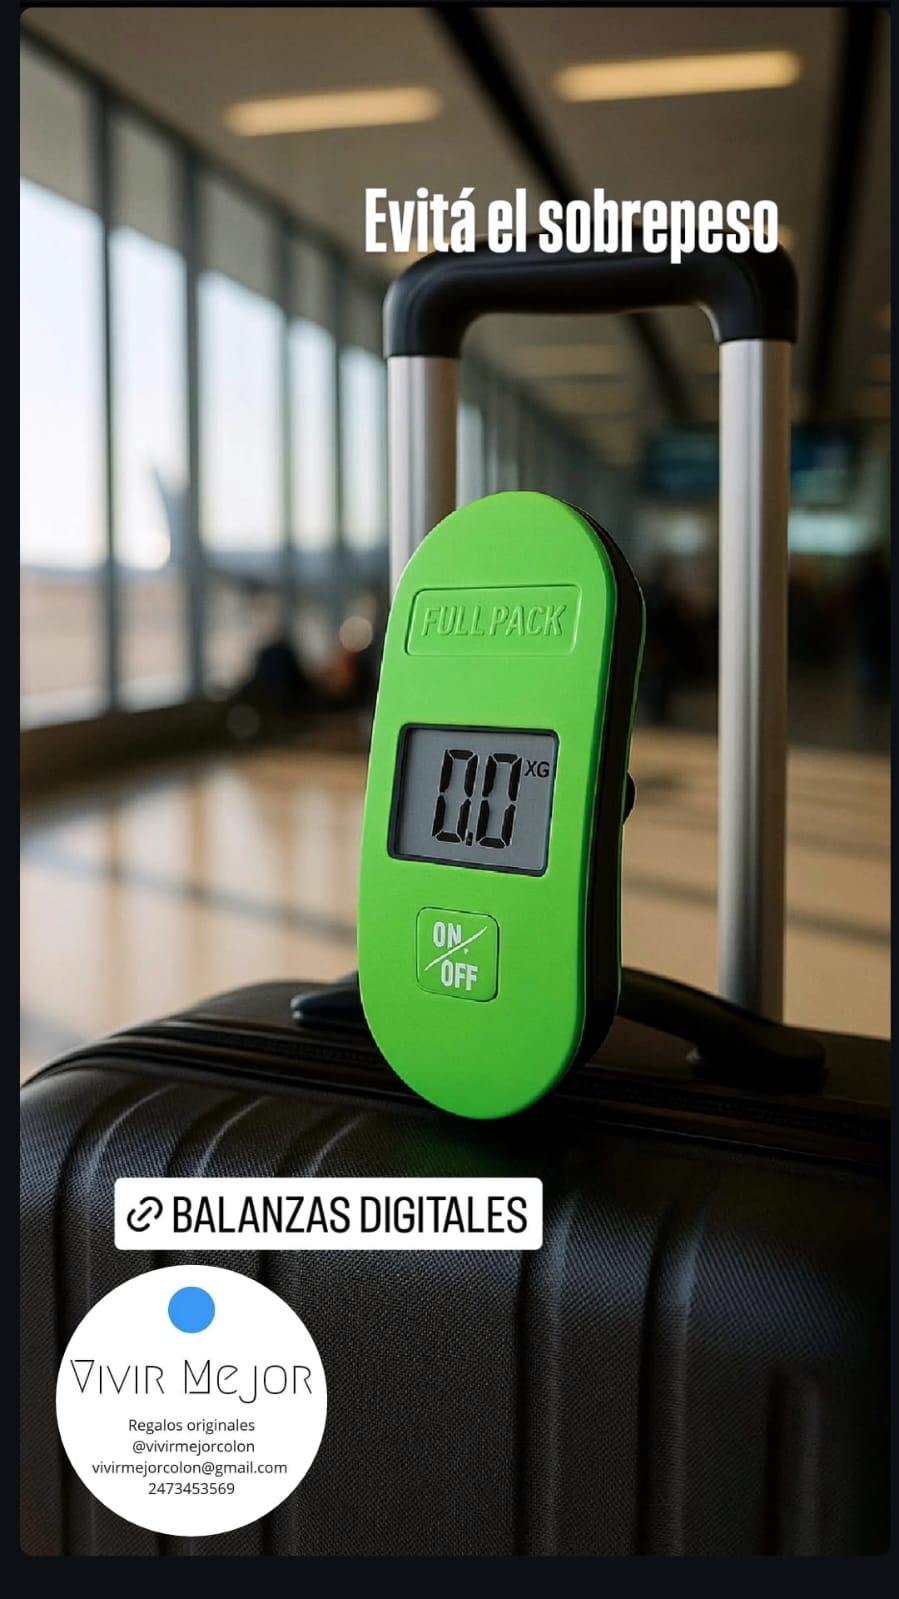 Evitá el sobrepeso
FULL PACK
0.0 XG
ON/OFF
BALANZAS DIGITALES
Vivir Mejor
Regalos originales
@vivirmejorcolon
vivirmejorcolon@gmail.com
2473453569